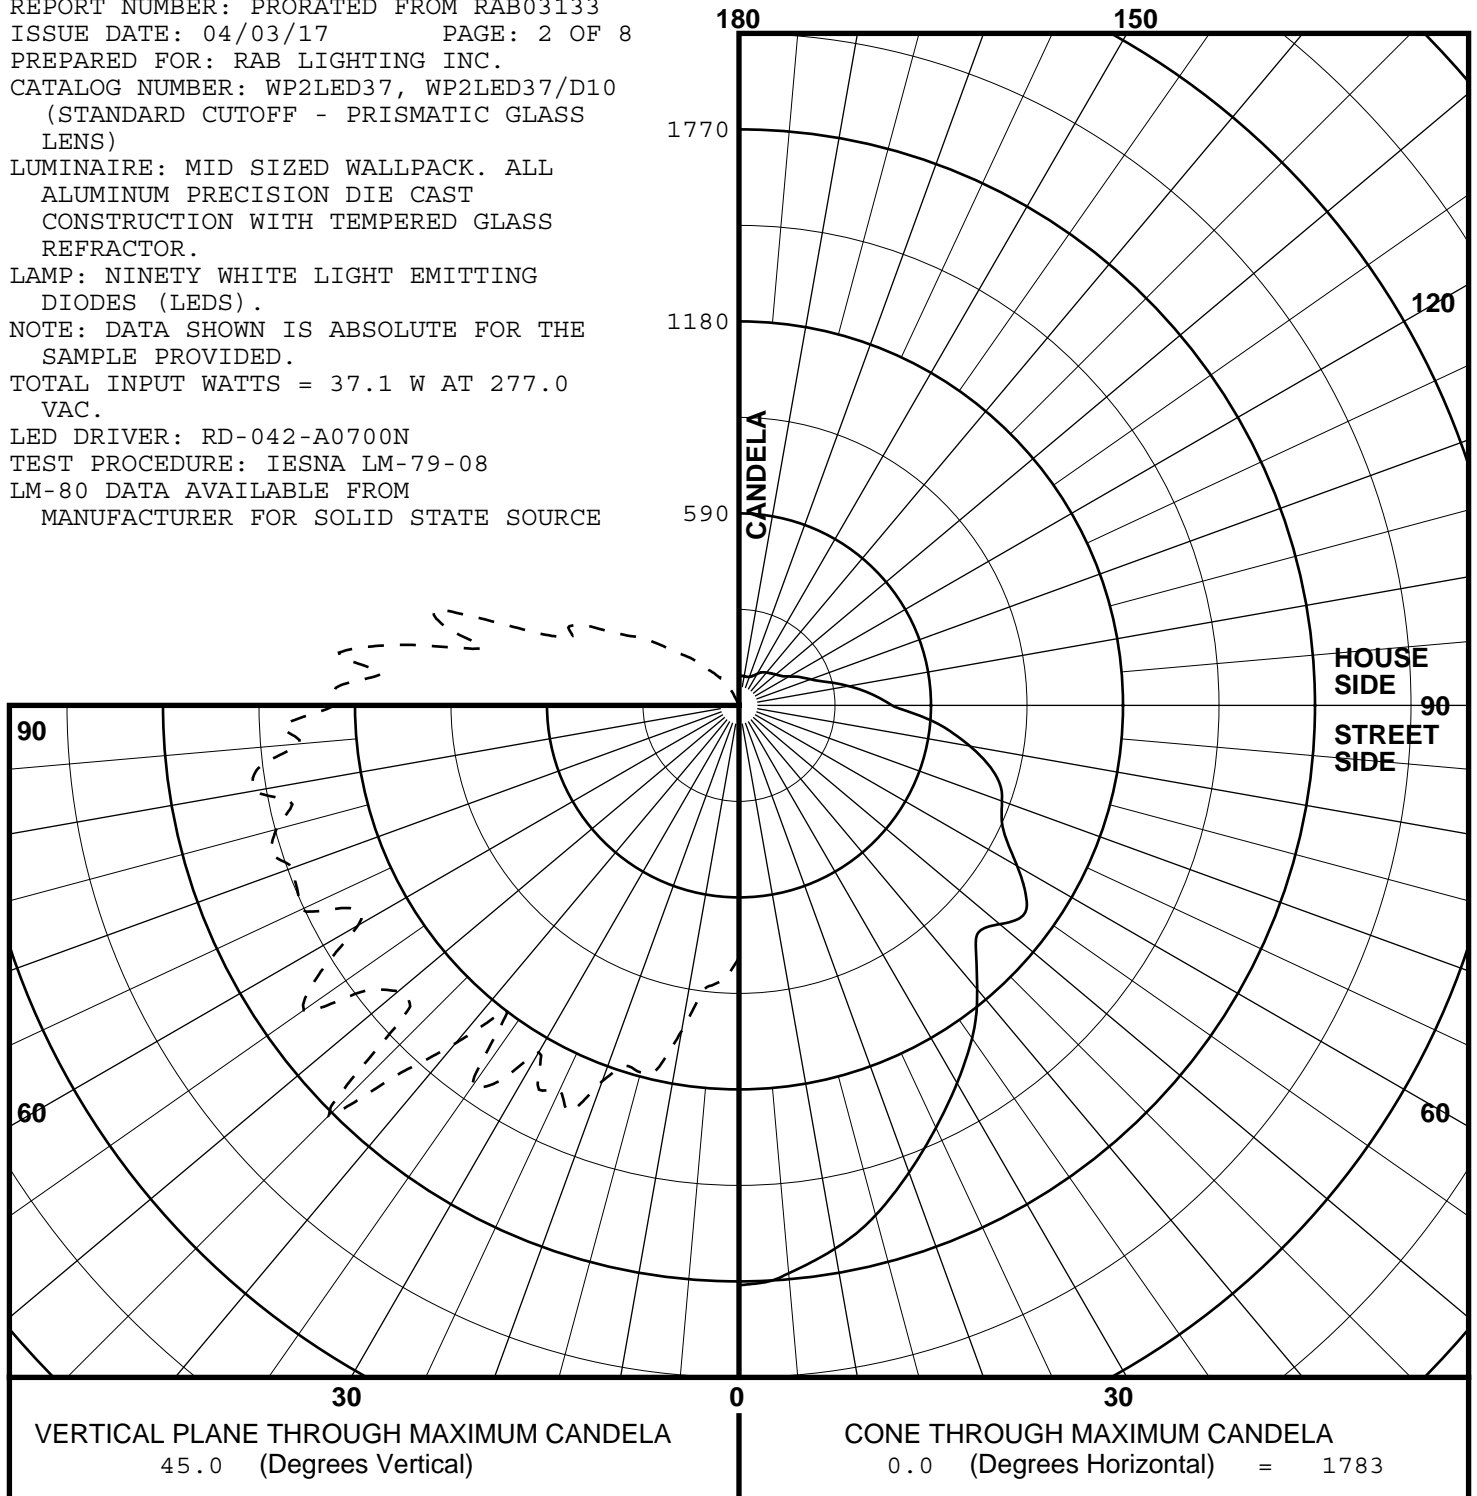 REPORT NUMBER: PRORATED FROM RAB03133
ISSUE DATE: 04/03/17 PAGE: 2 OF 8
PREPARED FOR: RAB LIGHTING INC.
CATALOG NUMBER: WP2LED37, WP2LED37/D10
(STANDARD CUTOFF - PRISMATIC GLASS
LENS)
LUMINAIRE: MID SIZED WALLPACK. ALL
ALUMINUM PRECISION DIE CAST
CONSTRUCTION WITH TEMPERED GLASS
REFRACTOR.
LAMP: NINETY WHITE LIGHT EMITTING
DIODES (LEDS).
NOTE: DATA SHOWN IS ABSOLUTE FOR THE
SAMPLE PROVIDED.
TOTAL INPUT WATTS = 37.1 W AT 277.0
VAC.
LED DRIVER: RD-042-A0700N
TEST PROCEDURE: IESNA LM-79-08
LM-80 DATA AVAILABLE FROM
MANUFACTURER FOR SOLID STATE SOURCE
180
150
1770
120
1180
CANDELA
590
HOUSE
SIDE
90
90
STREET
SIDE
60
60
30
0
30
VERTICAL PLANE THROUGH MAXIMUM CANDELA
45.0 (Degrees Vertical)
CONE THROUGH MAXIMUM CANDELA
0.0 (Degrees Horizontal) = 1783